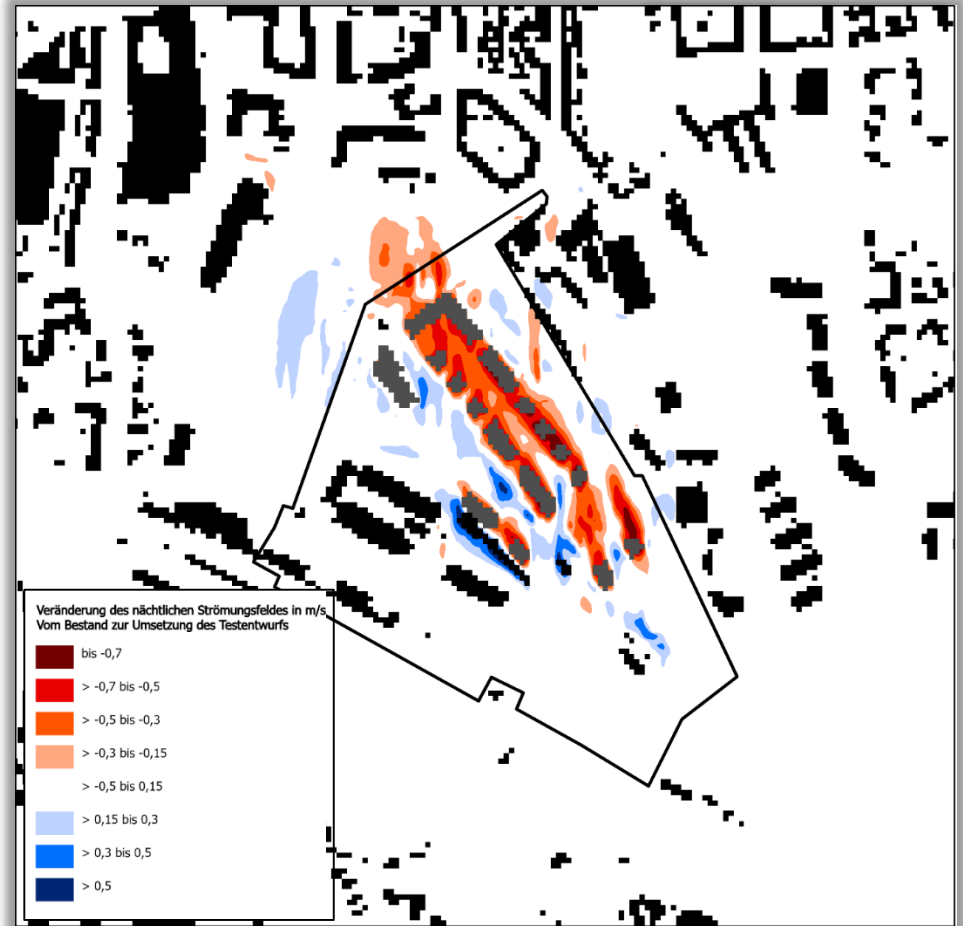 Veränderung des nächtlichen Strömungsfeldes in m/s
Vom Bestand zur Umsetzung des Testentwurfs
bis -0,7
> -0,7 bis -0,5
> -0,5 bis -0,3
> -0,3 bis -0,15
> -0,5 bis 0,15
> 0,15 bis 0,3
> 0,3 bis 0,5
> 0,5